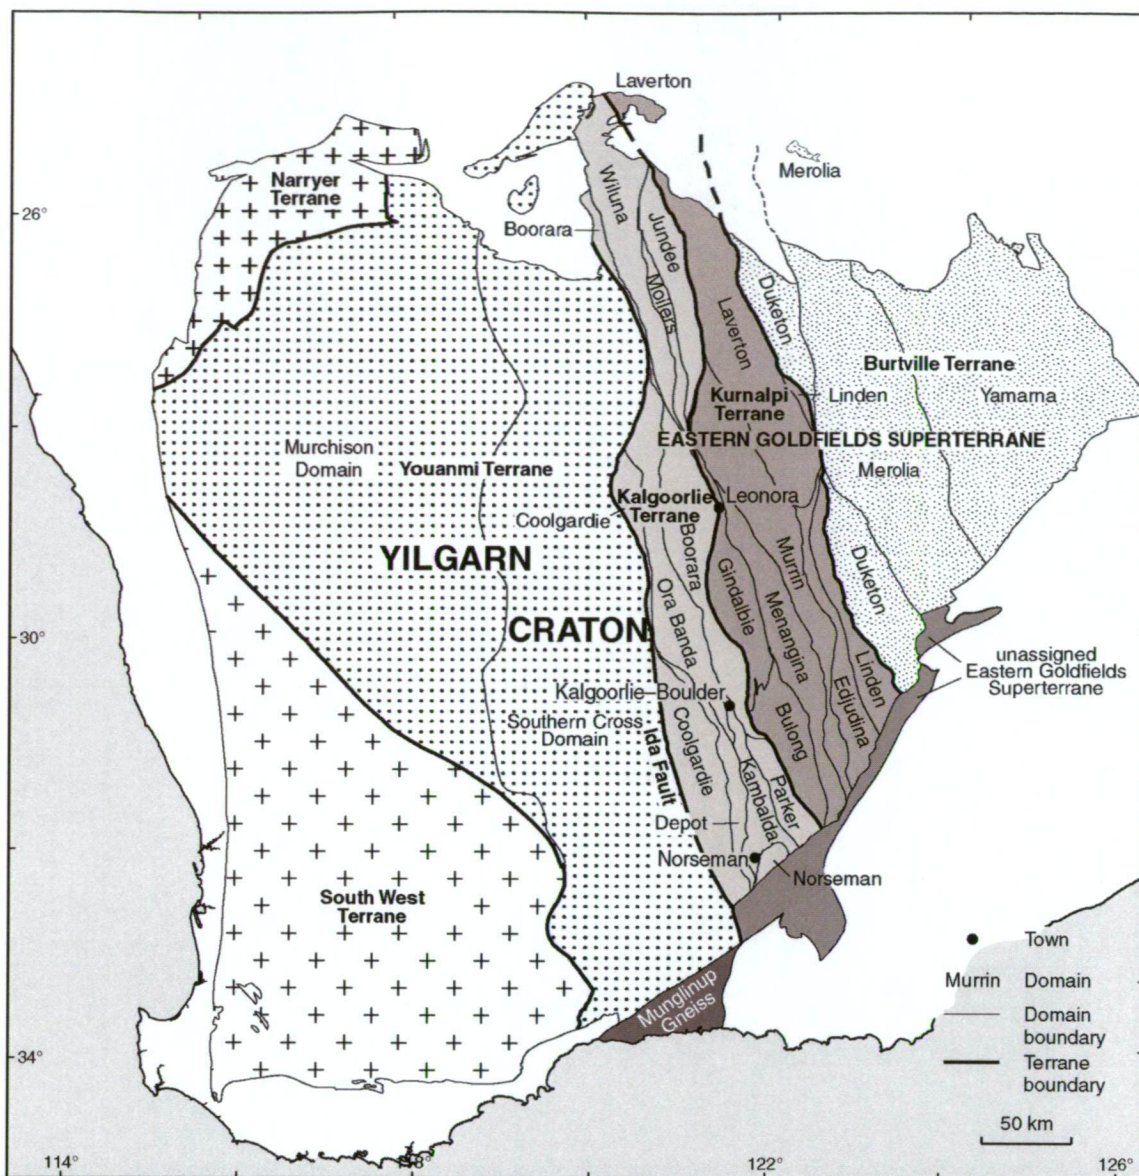 Laverton
Merolia
Narryer
Terrane
Wiluna
26°
Boorara
Jundee
Moilers
Duketon
Laverton
Burtville Terrane
Kurnalpi
Terrane
Linden
Yamarna
EASTERN GOLDFIELDS SUPERTERRANE
Murchison
Domain
Youanmi Terrane
Merolia
Kalgoorlie
Terrane
Leonora
Coolgardie
Boorara
YILGARN
Murrin
Gindalbie
Duketon
Ora Banda
Menangina
CRATON
30°
Linden
unassigned
Eastern Goldfields
Superterrane
Kalgoorlie–Boulder
Edjudina
Southern Cross
Domain
Bulong
Ida Fault
Coolgardie
Parker
Kambalda
Depot
Norseman
Norseman
South West
Terrane
Town
Murrin Domain
Munglinup
Gneiss
Domain
boundary
34°
Terrane
boundary
50 km
114°
118°
122°
126°